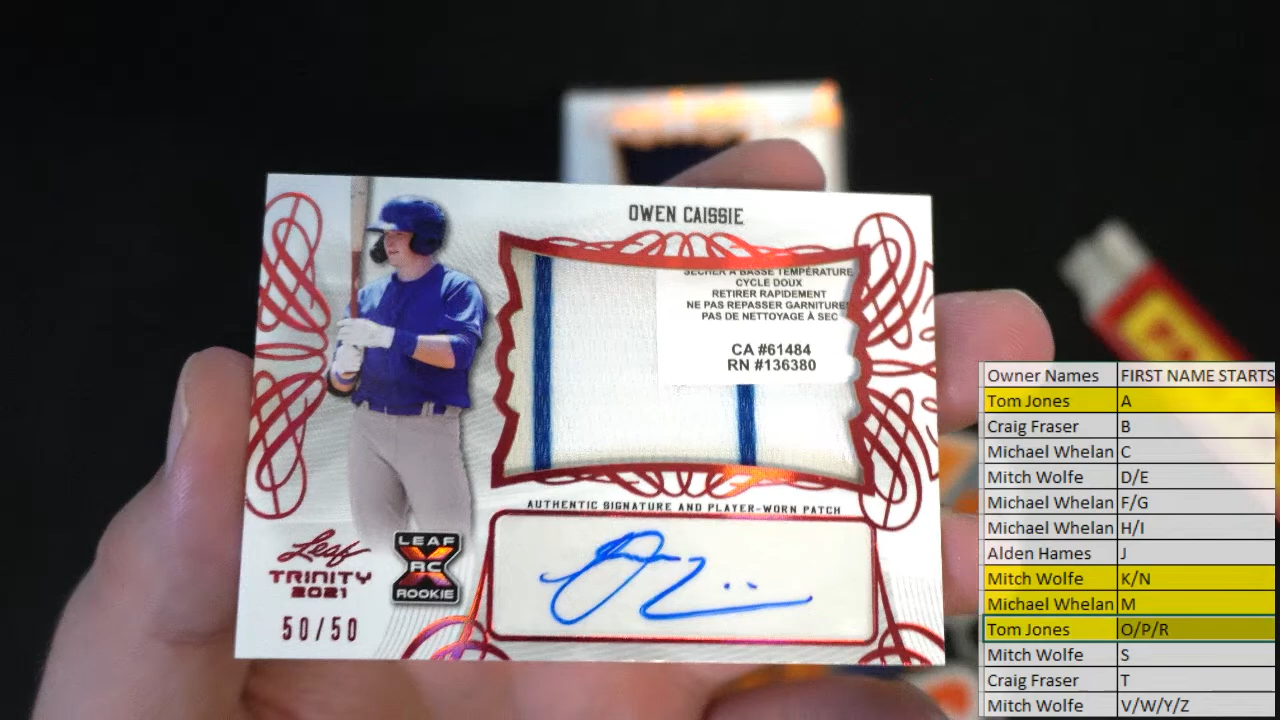 OWEN CAISSIE
SÉCHER À BASSE TEMPÉRATURE
CYCLE DOUX
RETIRER RAPIDEMENT
NE PAS REPASSER GARNITURE
PAS DE NETTOYAGE À SEC
CA #61484
RN #136380
AUTHENTIC SIGNATURE AND PLAYER-WORN PATCH
Leaf
TRINITY
2021
50/50
LEAF
X
RC
ROOKIE
Owner Names FIRST NAME STARTS
Tom Jones A
Craig Fraser B
Michael Whelan C
Mitch Wolfe D/E
Michael Whelan F/G
Michael Whelan H/I
Alden Hames J
Mitch Wolfe K/N
Michael Whelan M
Tom Jones O/P/R
Mitch Wolfe S
Craig Fraser T
Mitch Wolfe V/W/Y/Z